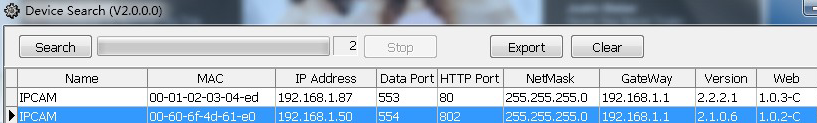 Device Search (V2.0.0.0)
Search 2 Stop Export Clear
Name MAC IP Address Data Port HTTP Port NetMask GateWay Version Web
IPCAM 00-01-02-03-04-ed 192.168.1.87 553 80 255.255.255.0 192.168.1.1 2.2.2.1 1.0.3-C
IPCAM 00-60-6f-4d-61-e0 192.168.1.50 554 802 255.255.255.0 192.168.1.1 2.1.0.6 1.0.2-C